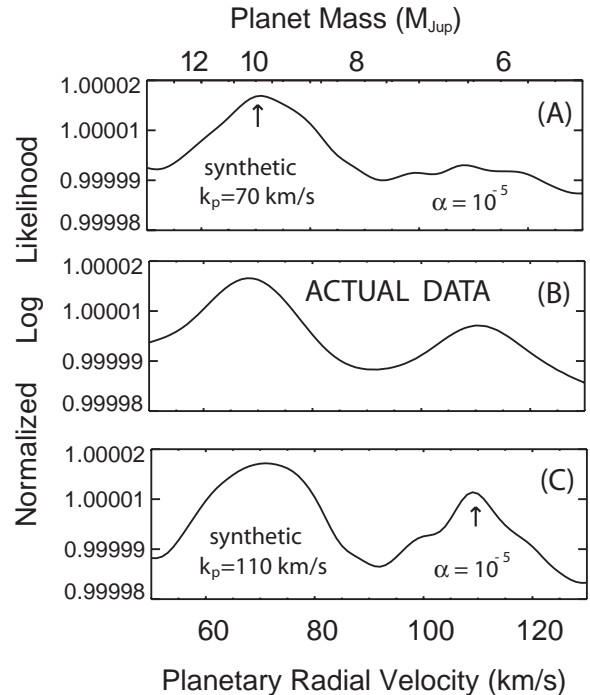 Planet Mass (M_Jup)
12 10 8 6
1.00002
1.00001
0.99999
0.99998
(A)
synthetic
k_p=70 km/s
α = 10^-5
1.00002
1.00001
0.99999
0.99998
ACTUAL DATA
(B)
1.00002
1.00001
0.99999
0.99998
(C)
synthetic
k_p=110 km/s
α = 10^-5
60 80 100 120
Planetary Radial Velocity (km/s)
Normalized Log Likelihood